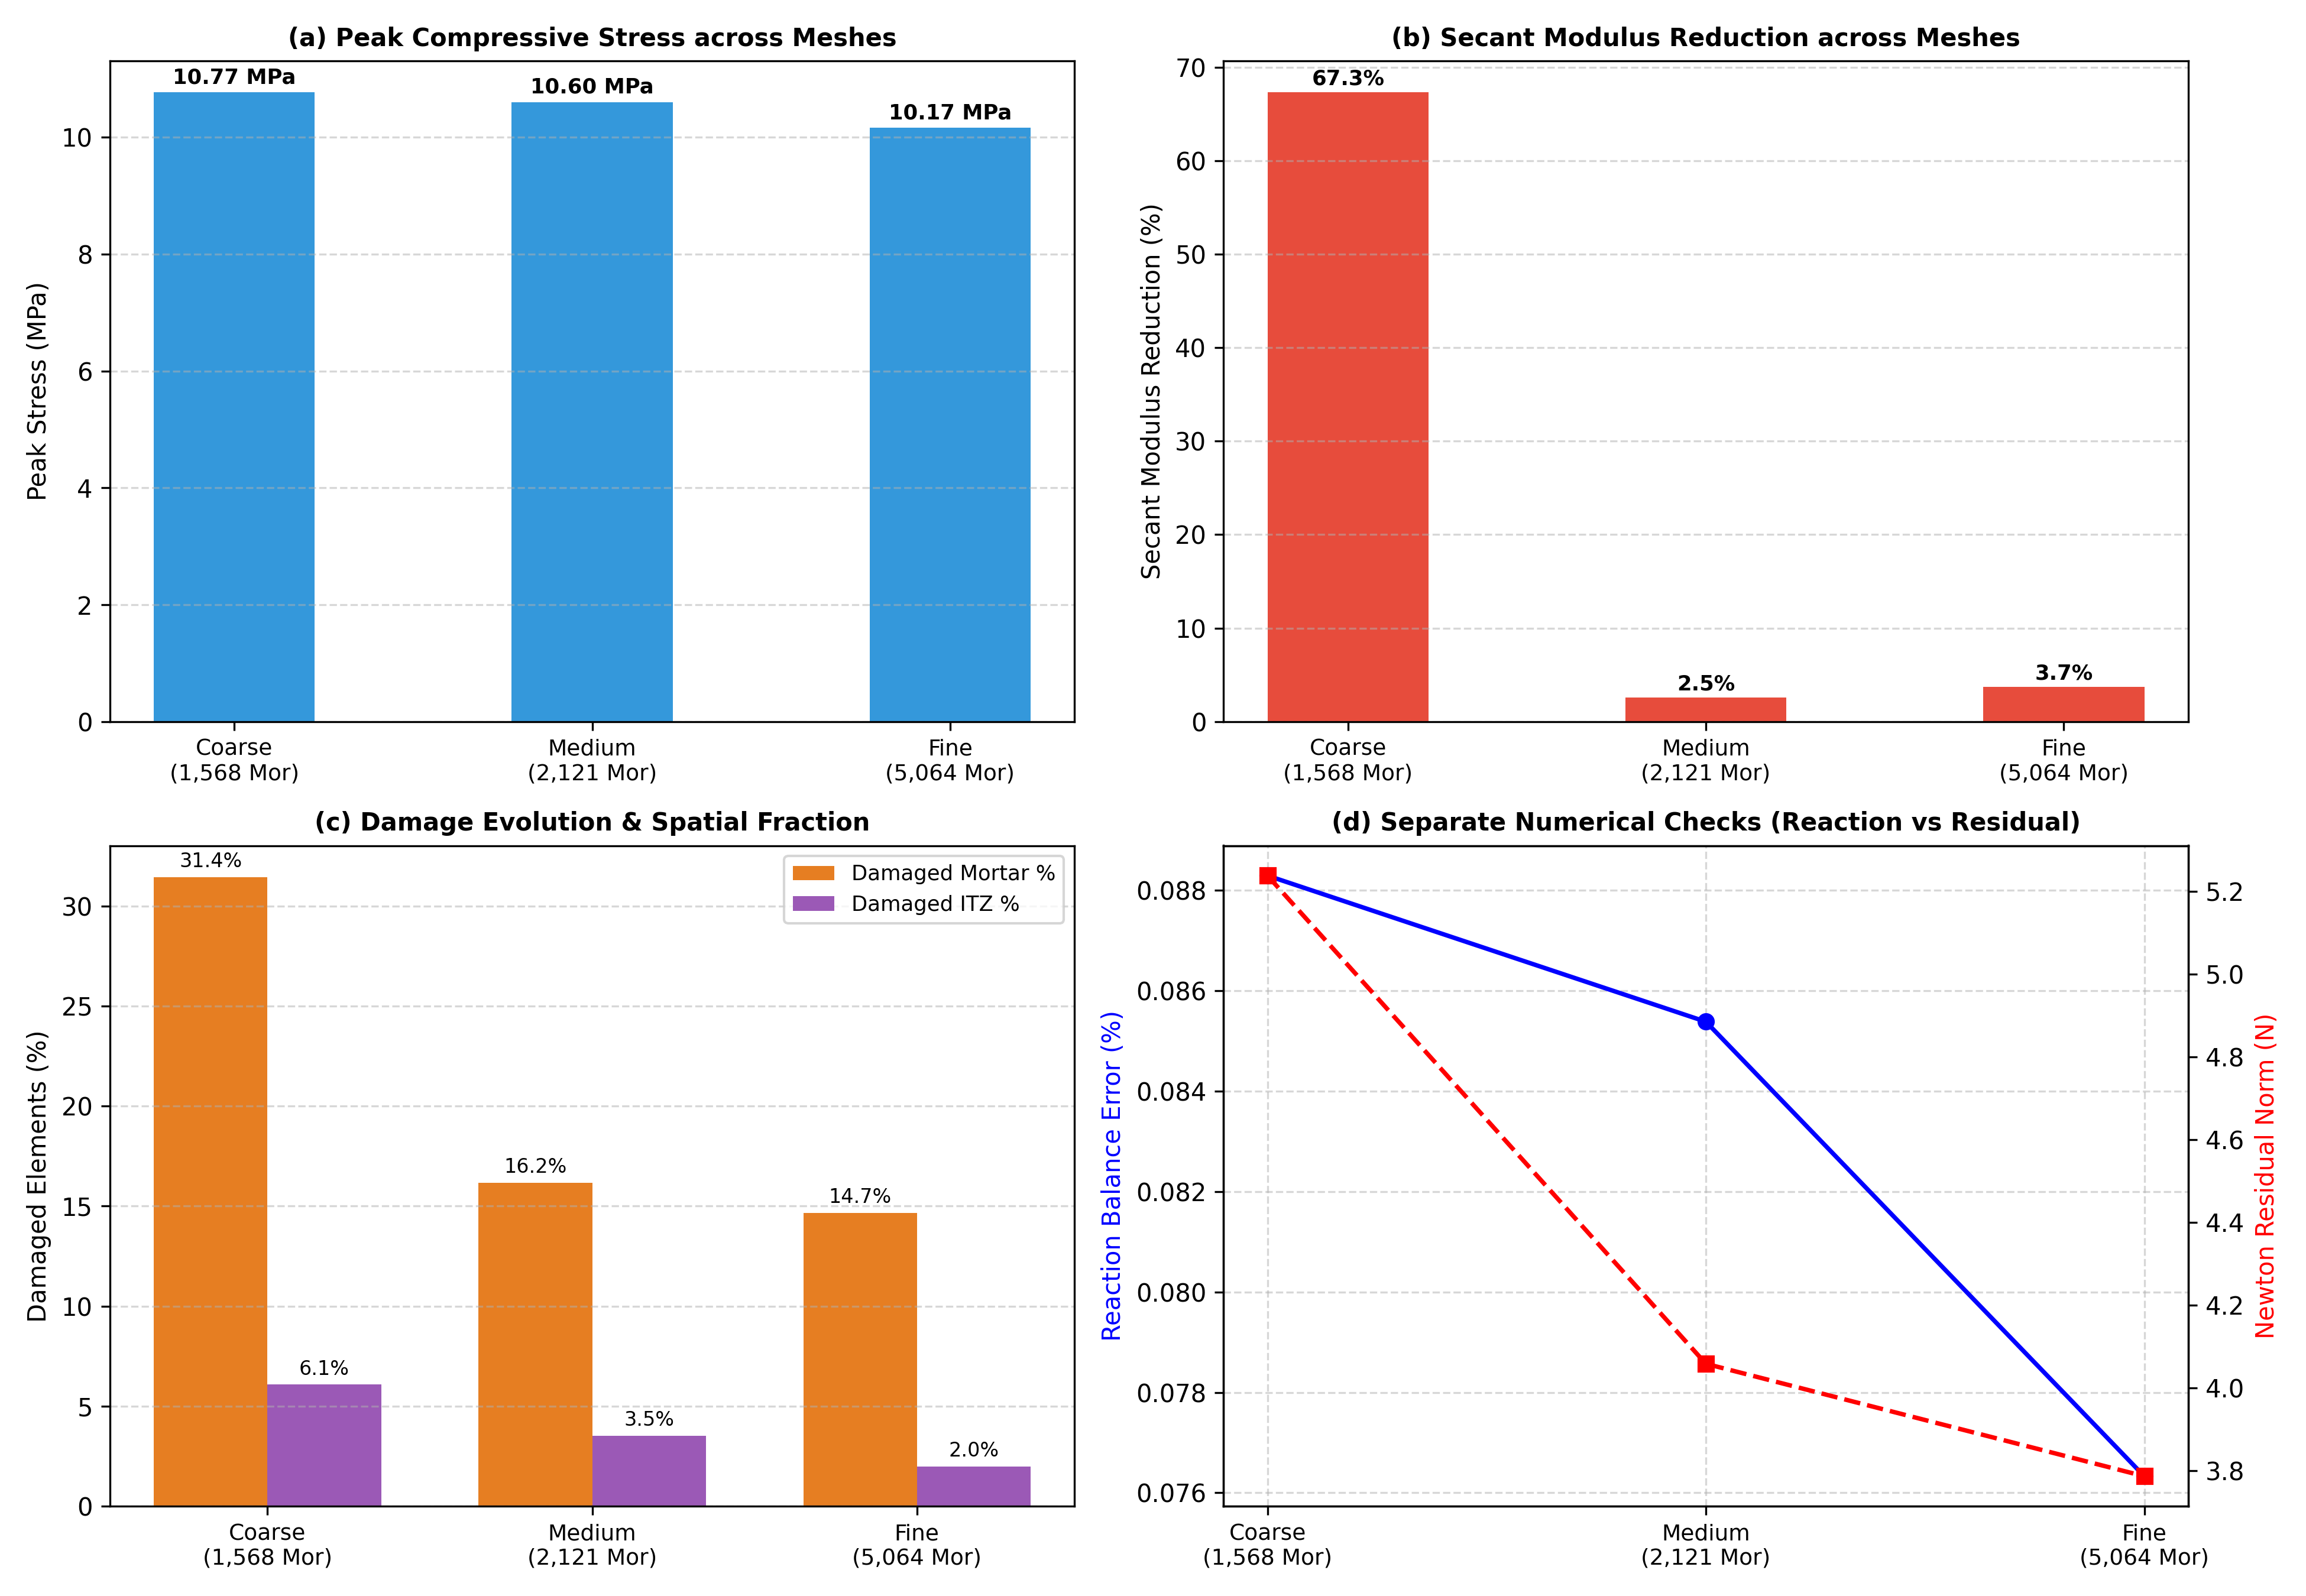 (a) Peak Compressive Stress across Meshes
10.77 MPa
10.60 MPa
10.17 MPa
Peak Stress (MPa)
10
8
6
4
2
0
Coarse
(1,568 Mor)
Medium
(2,121 Mor)
Fine
(5,064 Mor)
(b) Secant Modulus Reduction across Meshes
67.3%
2.5%
3.7%
Secant Modulus Reduction (%)
70
60
50
40
30
20
10
0
Coarse
(1,568 Mor)
Medium
(2,121 Mor)
Fine
(5,064 Mor)
(c) Damage Evolution & Spatial Fraction
Damaged Mortar %
Damaged ITZ %
31.4%
6.1%
16.2%
3.5%
14.7%
2.0%
Damaged Elements (%)
30
25
20
15
10
5
0
Coarse
(1,568 Mor)
Medium
(2,121 Mor)
Fine
(5,064 Mor)
(d) Separate Numerical Checks (Reaction vs Residual)
Reaction Balance Error (%)
0.088
0.086
0.084
0.082
0.080
0.078
0.076
5.2
5.0
4.8
4.6
4.4
4.2
4.0
3.8
Newton Residual Norm (N)
Coarse
(1,568 Mor)
Medium
(2,121 Mor)
Fine
(5,064 Mor)